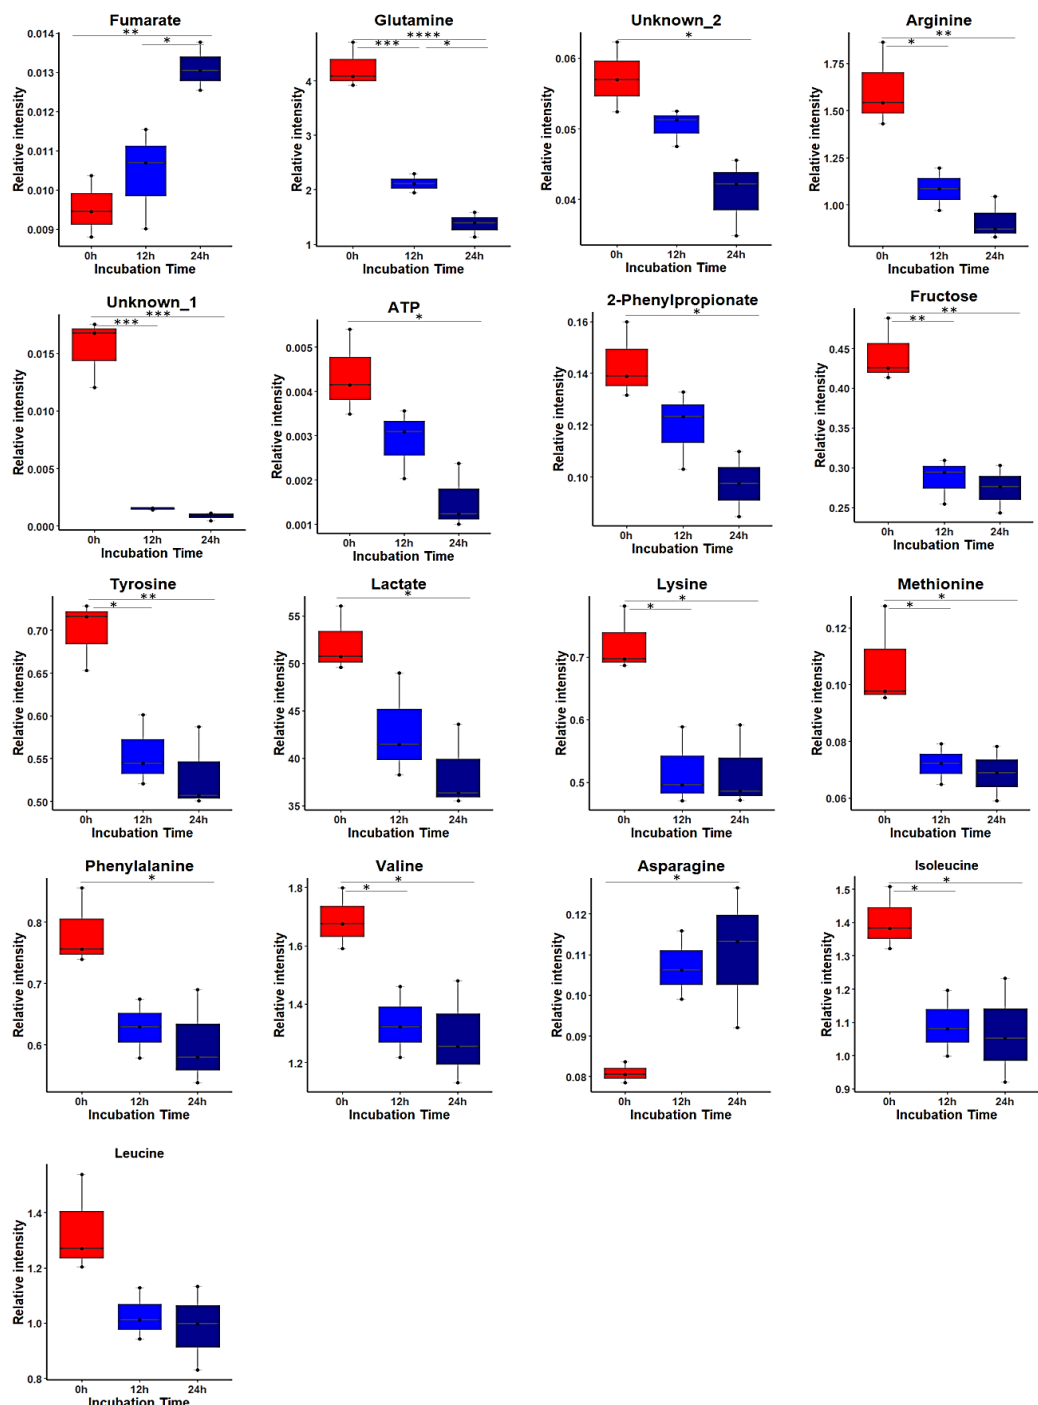 Fumarate
**
*
Relative intensity
0.014
0.013
0.012
0.011
0.010
0.009
0h 12h 24h
Incubation Time
Glutamine
****
*** *
Relative intensity
4
3
2
1
0h 12h 24h
Incubation Time
Unknown_2
*
Relative intensity
0.06
0.05
0.04
0h 12h 24h
Incubation Time
Arginine
**
*
Relative intensity
1.75
1.50
1.25
1.00
0h 12h 24h
Incubation Time
Unknown_1
***
***
Relative intensity
0.015
0.010
0.005
0.000
0h 12h 24h
Incubation Time
ATP
*
Relative intensity
0.005
0.004
0.003
0.002
0.001
0h 12h 24h
Incubation Time
2-Phenylpropionate
*
Relative intensity
0.16
0.14
0.12
0.10
0h 12h 24h
Incubation Time
Fructose
**
**
Relative intensity
0.45
0.40
0.35
0.30
0.25
0h 12h 24h
Incubation Time
Tyrosine
**
*
Relative intensity
0.70
0.65
0.60
0.55
0.50
0h 12h 24h
Incubation Time
Lactate
*
Relative intensity
55
50
45
40
35
0h 12h 24h
Incubation Time
Lysine
*
*
Relative intensity
0.7
0.6
0.5
0h 12h 24h
Incubation Time
Methionine
*
*
Relative intensity
0.12
0.10
0.08
0.06
0h 12h 24h
Incubation Time
Phenylalanine
*
Relative intensity
0.8
0.7
0.6
0h 12h 24h
Incubation Time
Valine
*
*
Relative intensity
1.8
1.6
1.4
1.2
0h 12h 24h
Incubation Time
Asparagine
*
Relative intensity
0.12
0.11
0.10
0.09
0.08
0h 12h 24h
Incubation Time
Isoleucine
*
*
Relative intensity
1.5
1.4
1.3
1.2
1.1
1.0
0.9
0h 12h 24h
Incubation Time
Leucine
Relative intensity
1.4
1.2
1.0
0.8
0h 12h 24h
Incubation Time